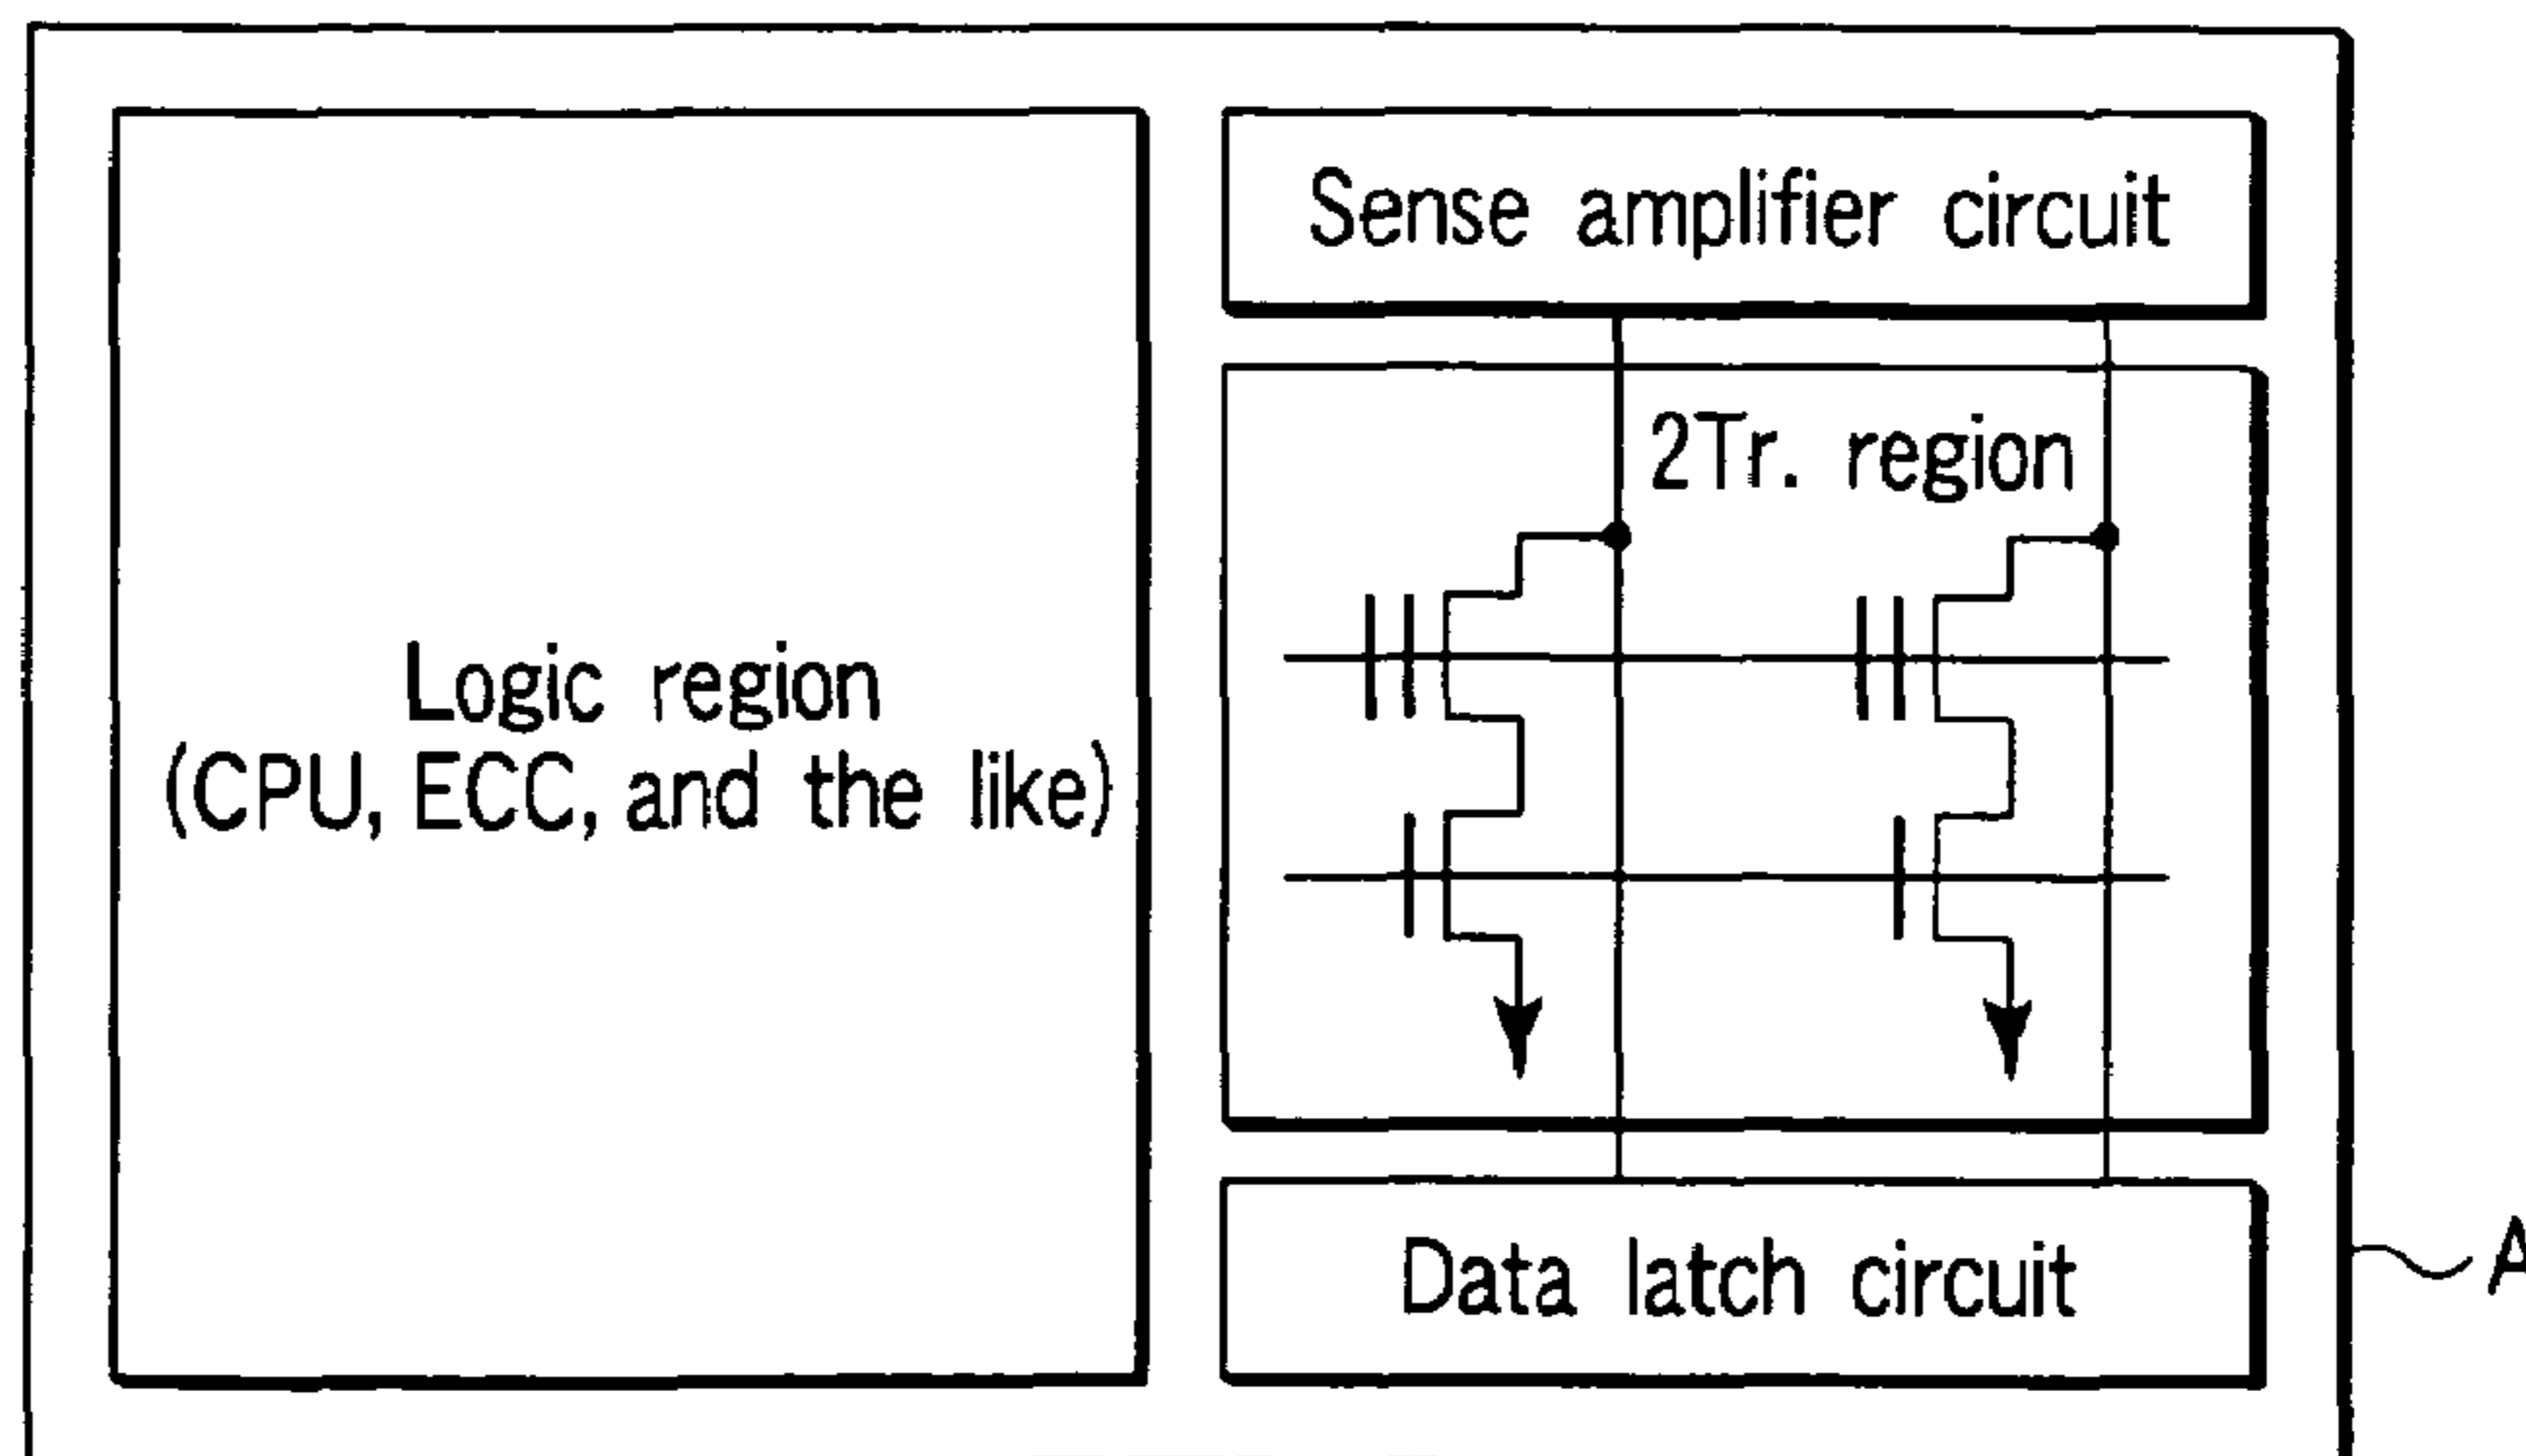 Logic region
(CPU, ECC, and the like)
Sense amplifier circuit
2Tr. region
Data latch circuit
A